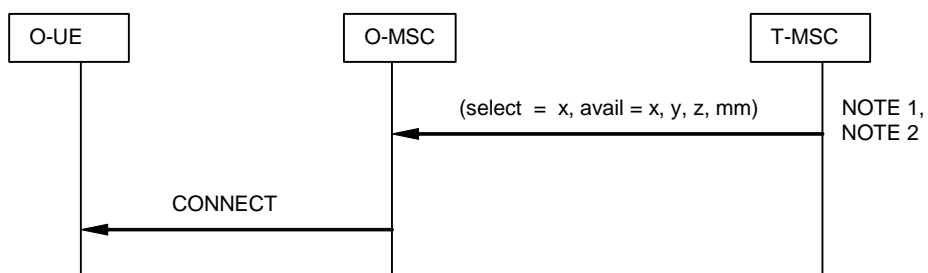 O-UE
O-MSC
T-MSC
(select = x, avail = x, y, z, mm)
NOTE 1,
NOTE 2
CONNECT